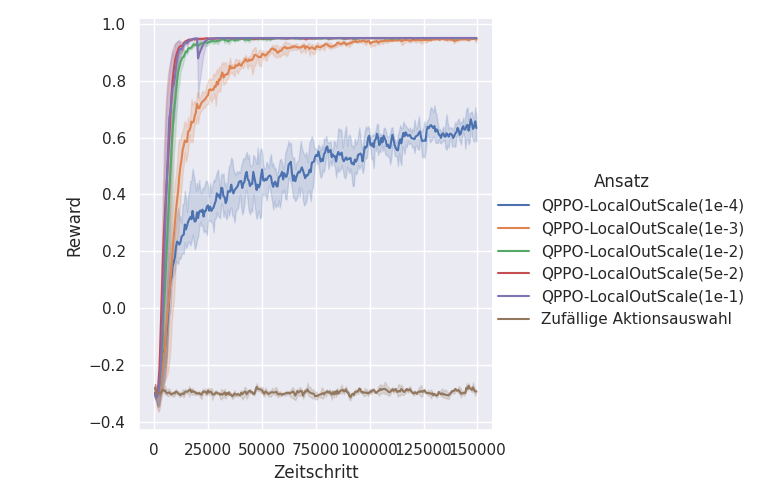 1.0
0.8
0.6
0.4
0.2
0.0
−0.2
−0.4
Reward
0 25000 50000 75000 100000 125000 150000
Zeitschritt
Ansatz
QPPO-LocalOutScale(1e-4)
QPPO-LocalOutScale(1e-3)
QPPO-LocalOutScale(1e-2)
QPPO-LocalOutScale(5e-2)
QPPO-LocalOutScale(1e-1)
Zufällige Aktionsauswahl